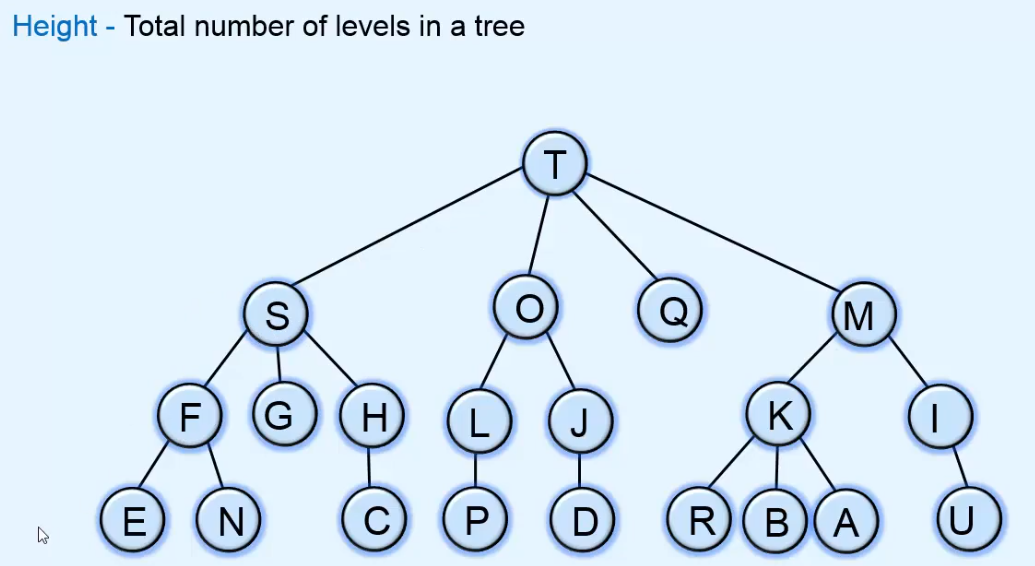 Height - Total number of levels in a tree
T
S O Q M
F G H L J K I
E N C P D R B A U